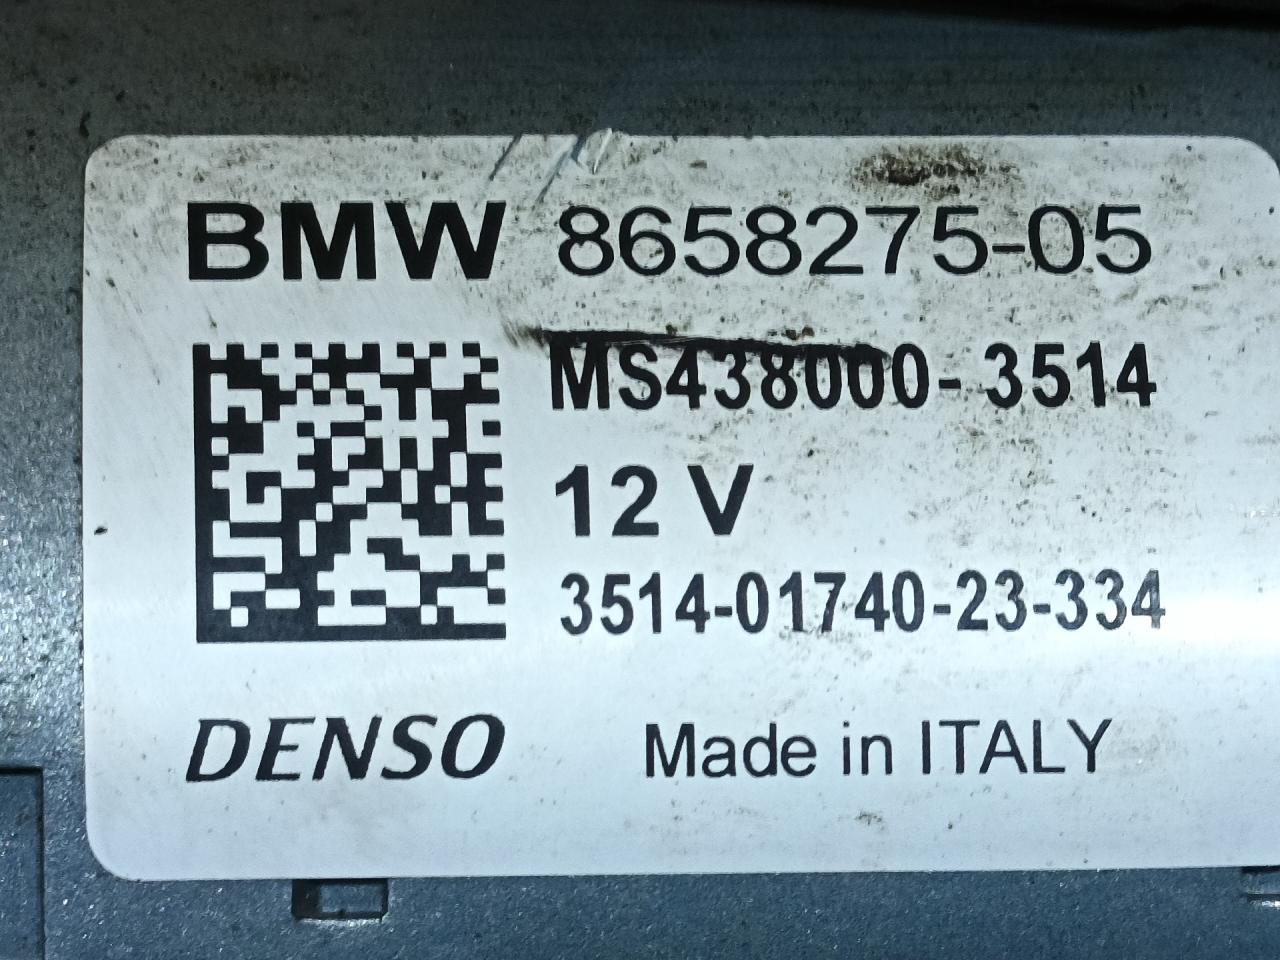 BMW 8658275-05
MS438000-3514
12 V
3514-01740-23-334
DENSO Made in ITALY